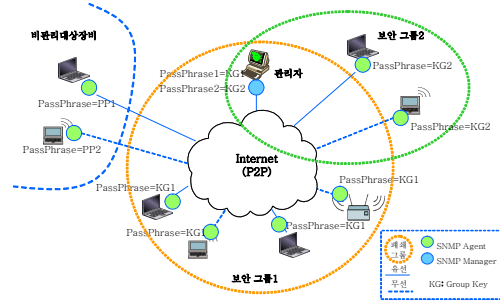 비관리대상장비
보안 그룹2
PassPhrase1=KG1
관리자
PassPhrase2=KG2
PassPhrase=KG2
PassPhrase=PP1
PassPhrase=KG2
PassPhrase=PP2
Internet
(P2P)
PassPhrase=KG1
PassPhrase=KG1
PassPhrase=KG1
PassPhrase=KG1
보안 그룹1
폐쇄
그룹
SNMP Agent
SNMP Manager
유선
무선
KG: Group Key